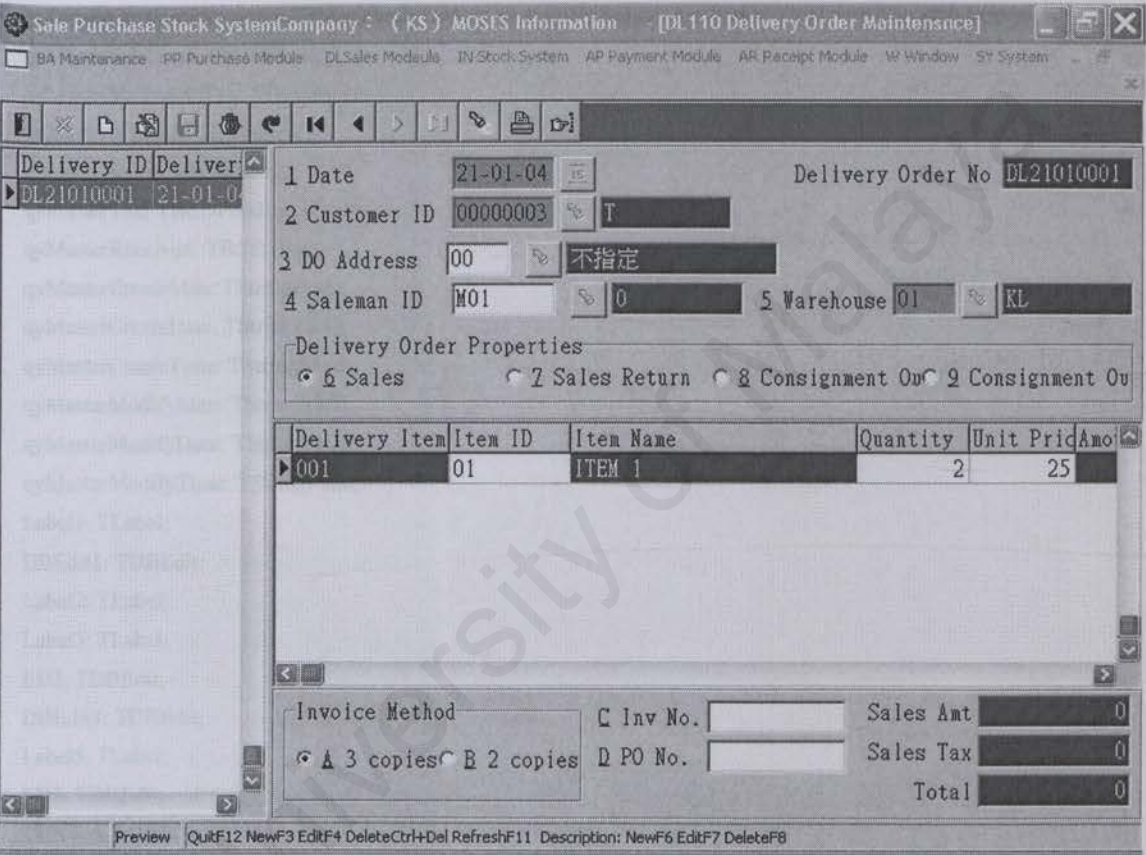 Sale Purchase Stock SystemCompany : ( KS ) MOSES Information - [DL110 Delivery Order Maintensnce]
BA Maintenance PP Purchase Module DLSales Modeule IN Stock System AP Payment Module AR Receipt Module W Window SY System
Delivery ID Deliver
DL21010001 21-01-0
1 Date 21-01-04 15 Delivery Order No DL21010001
2 Customer ID 00000003 T
3 DO Address 00 不指定
4 Saleman ID M01 0 5 Warehouse 01 KL
Delivery Order Properties
6 Sales 7 Sales Return 8 Consignment Ou 9 Consignment Ou
Delivery Item Item ID Item Name Quantity Unit Pric Amo
001 01 ITEM 1 2 25
Invoice Method
A 3 copies B 2 copies
C Inv No.
D PO No.
Sales Amt 0
Sales Tax 0
Total 0
Preview QuitF12 NewF3 EditF4 DeleteCtrl+Del RefreshF11 Description: NewF6 EditF7 DeleteF8
University of Malaya